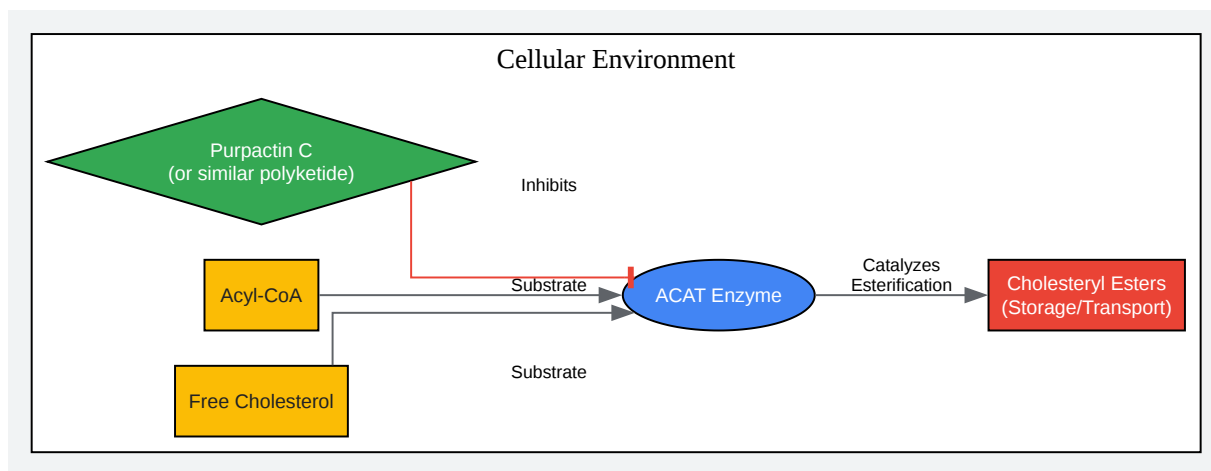 Cellular Environment
Purpactin C
(or similar polyketide)
Inhibits
Acyl-CoA
Substrate
ACAT Enzyme
Catalyzes
Esterification
Cholesteryl Esters
(Storage/Transport)
Substrate
Free Cholesterol